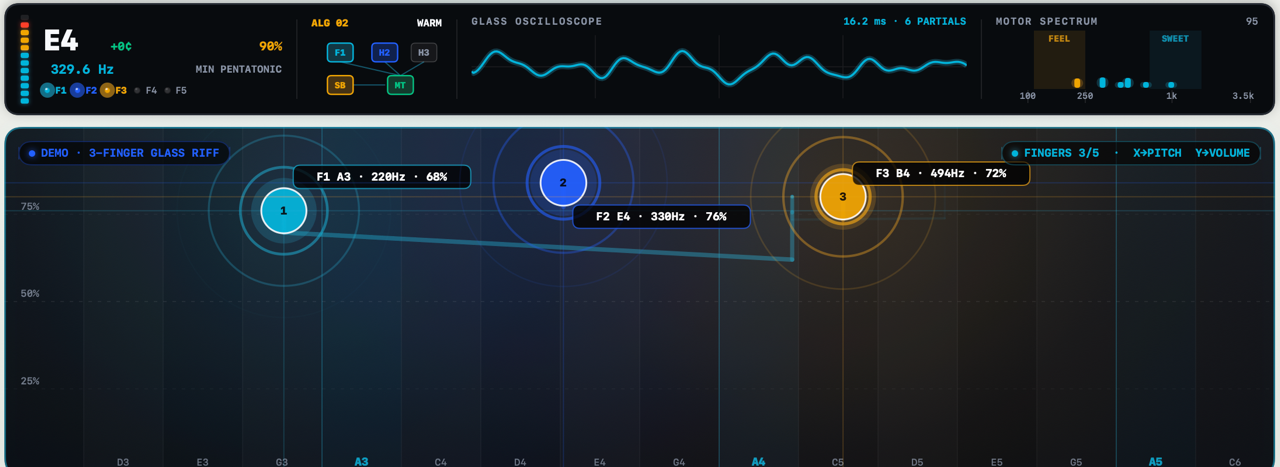 E4
+0¢
90%
329.6 Hz
MIN PENTATONIC
F1 F2 F3 F4 F5
ALG 02
WARM
F1 H2 H3
SB MT
GLASS OSCILLOSCOPE
16.2 ms · 6 PARTIALS
MOTOR SPECTRUM
95
FEEL
SWEET
100 250 1k 3.5k
DEMO · 3-FINGER GLASS RIFF
FINGERS 3/5 · X→PITCH Y→VOLUME
F1 A3 · 220Hz · 68%
F3 B4 · 494Hz · 72%
F2 E4 · 330Hz · 76%
1
2
3
75%
50%
25%
D3 E3 G3 A3 C4 D4 E4 G4 A4 C5 D5 E5 G5 A5 C6